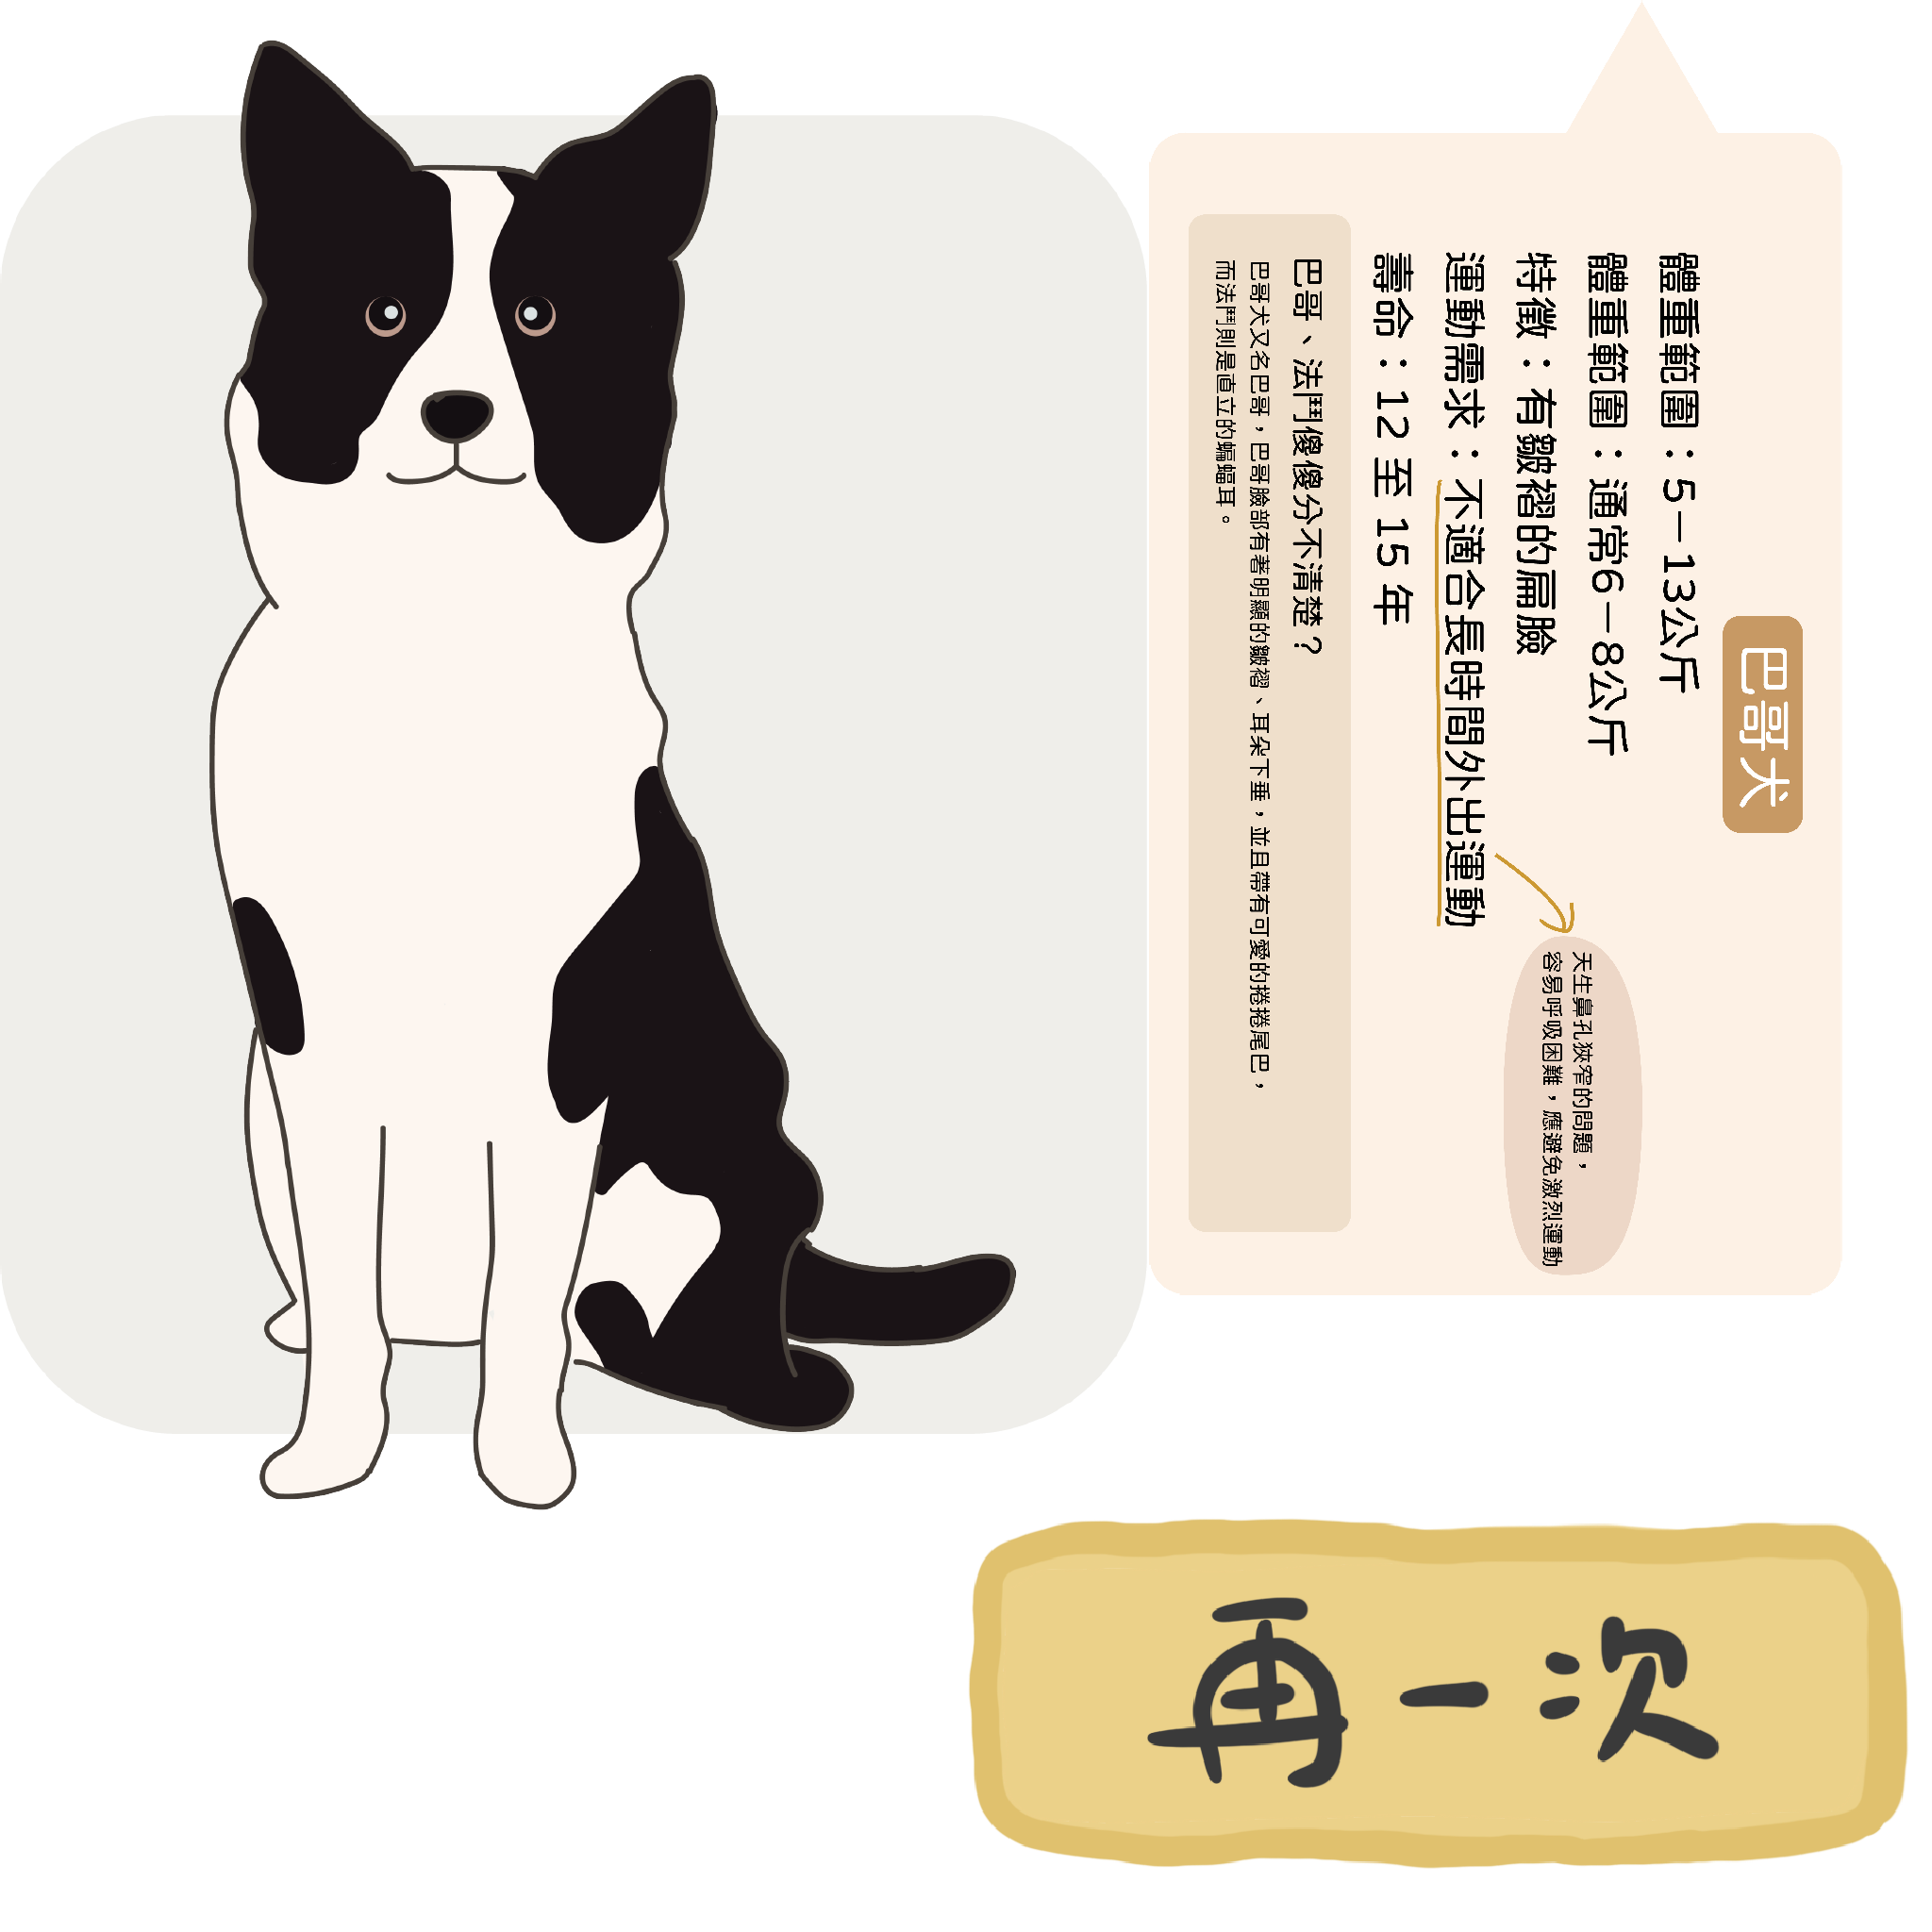 巴哥犬
體重範圍：5—13公斤
體重範圍：通常6—8公斤
特徵：有皺褶的扁臉
運動需求：不適合長時間外出運動
壽命：12 至 15 年
天生鼻孔狹窄的問題，
容易呼吸困難，應避免激烈運動
巴哥、法鬥傻傻分不清楚？
巴哥犬又名巴哥，巴哥臉部有著明顯的皺褶、耳朵下垂，並且帶有可愛的捲捲尾巴，
而法鬥則是直立的蝙蝠耳。
再一次